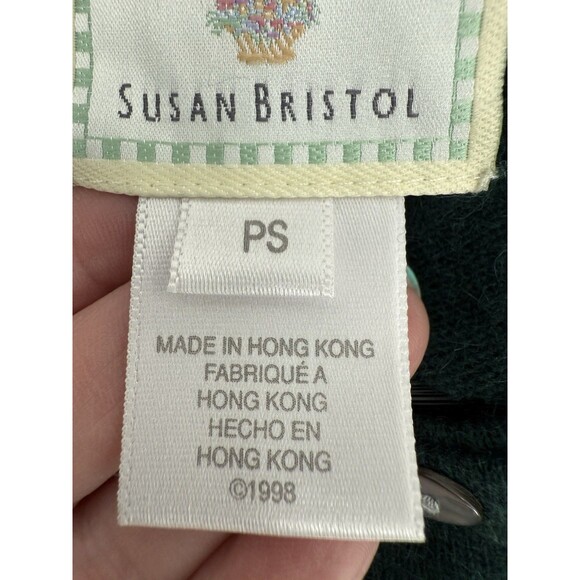 SUSAN BRISTOL
PS
MADE IN HONG KONG
FABRIQUÉ A
HONG KONG
HECHO EN
HONG KONG
©1998